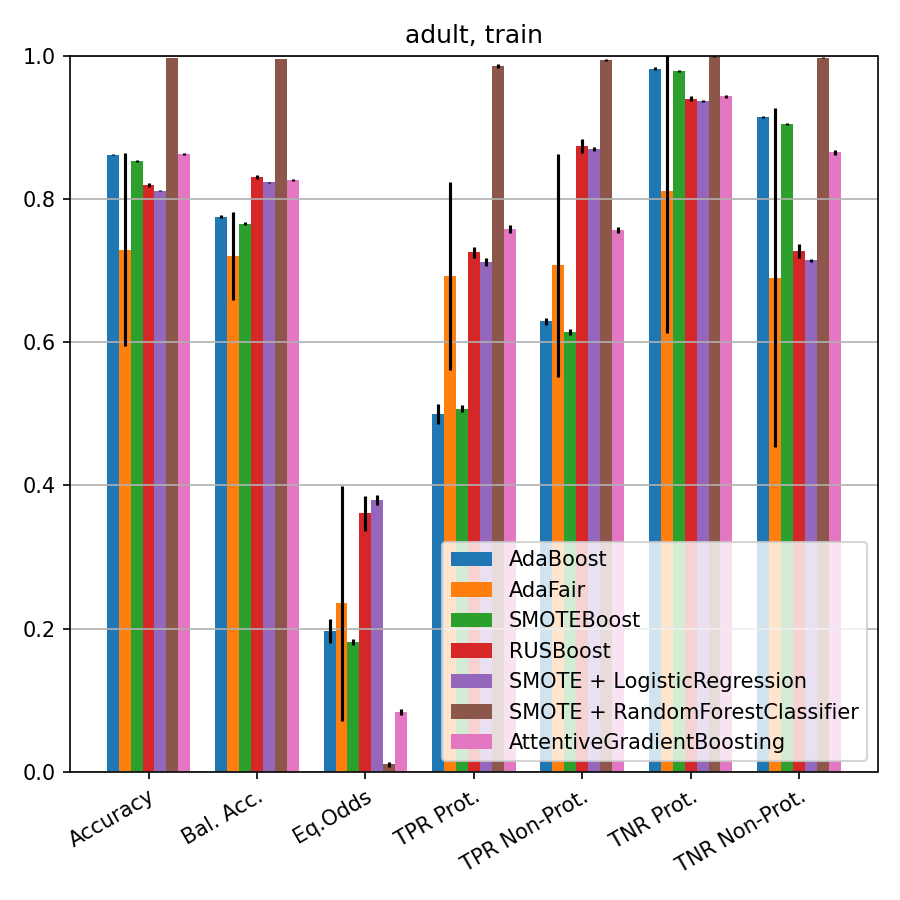 adult, train
1.0
0.8
0.6
0.4
0.2
0.0
AdaBoost
AdaFair
SMOTEBoost
RUSBoost
SMOTE + LogisticRegression
SMOTE + RandomForestClassifier
AttentiveGradientBoosting
Accuracy
Bal. Acc.
Eq.Odds
TPR Prot.
TPR Non-Prot.
TNR Prot.
TNR Non-Prot.